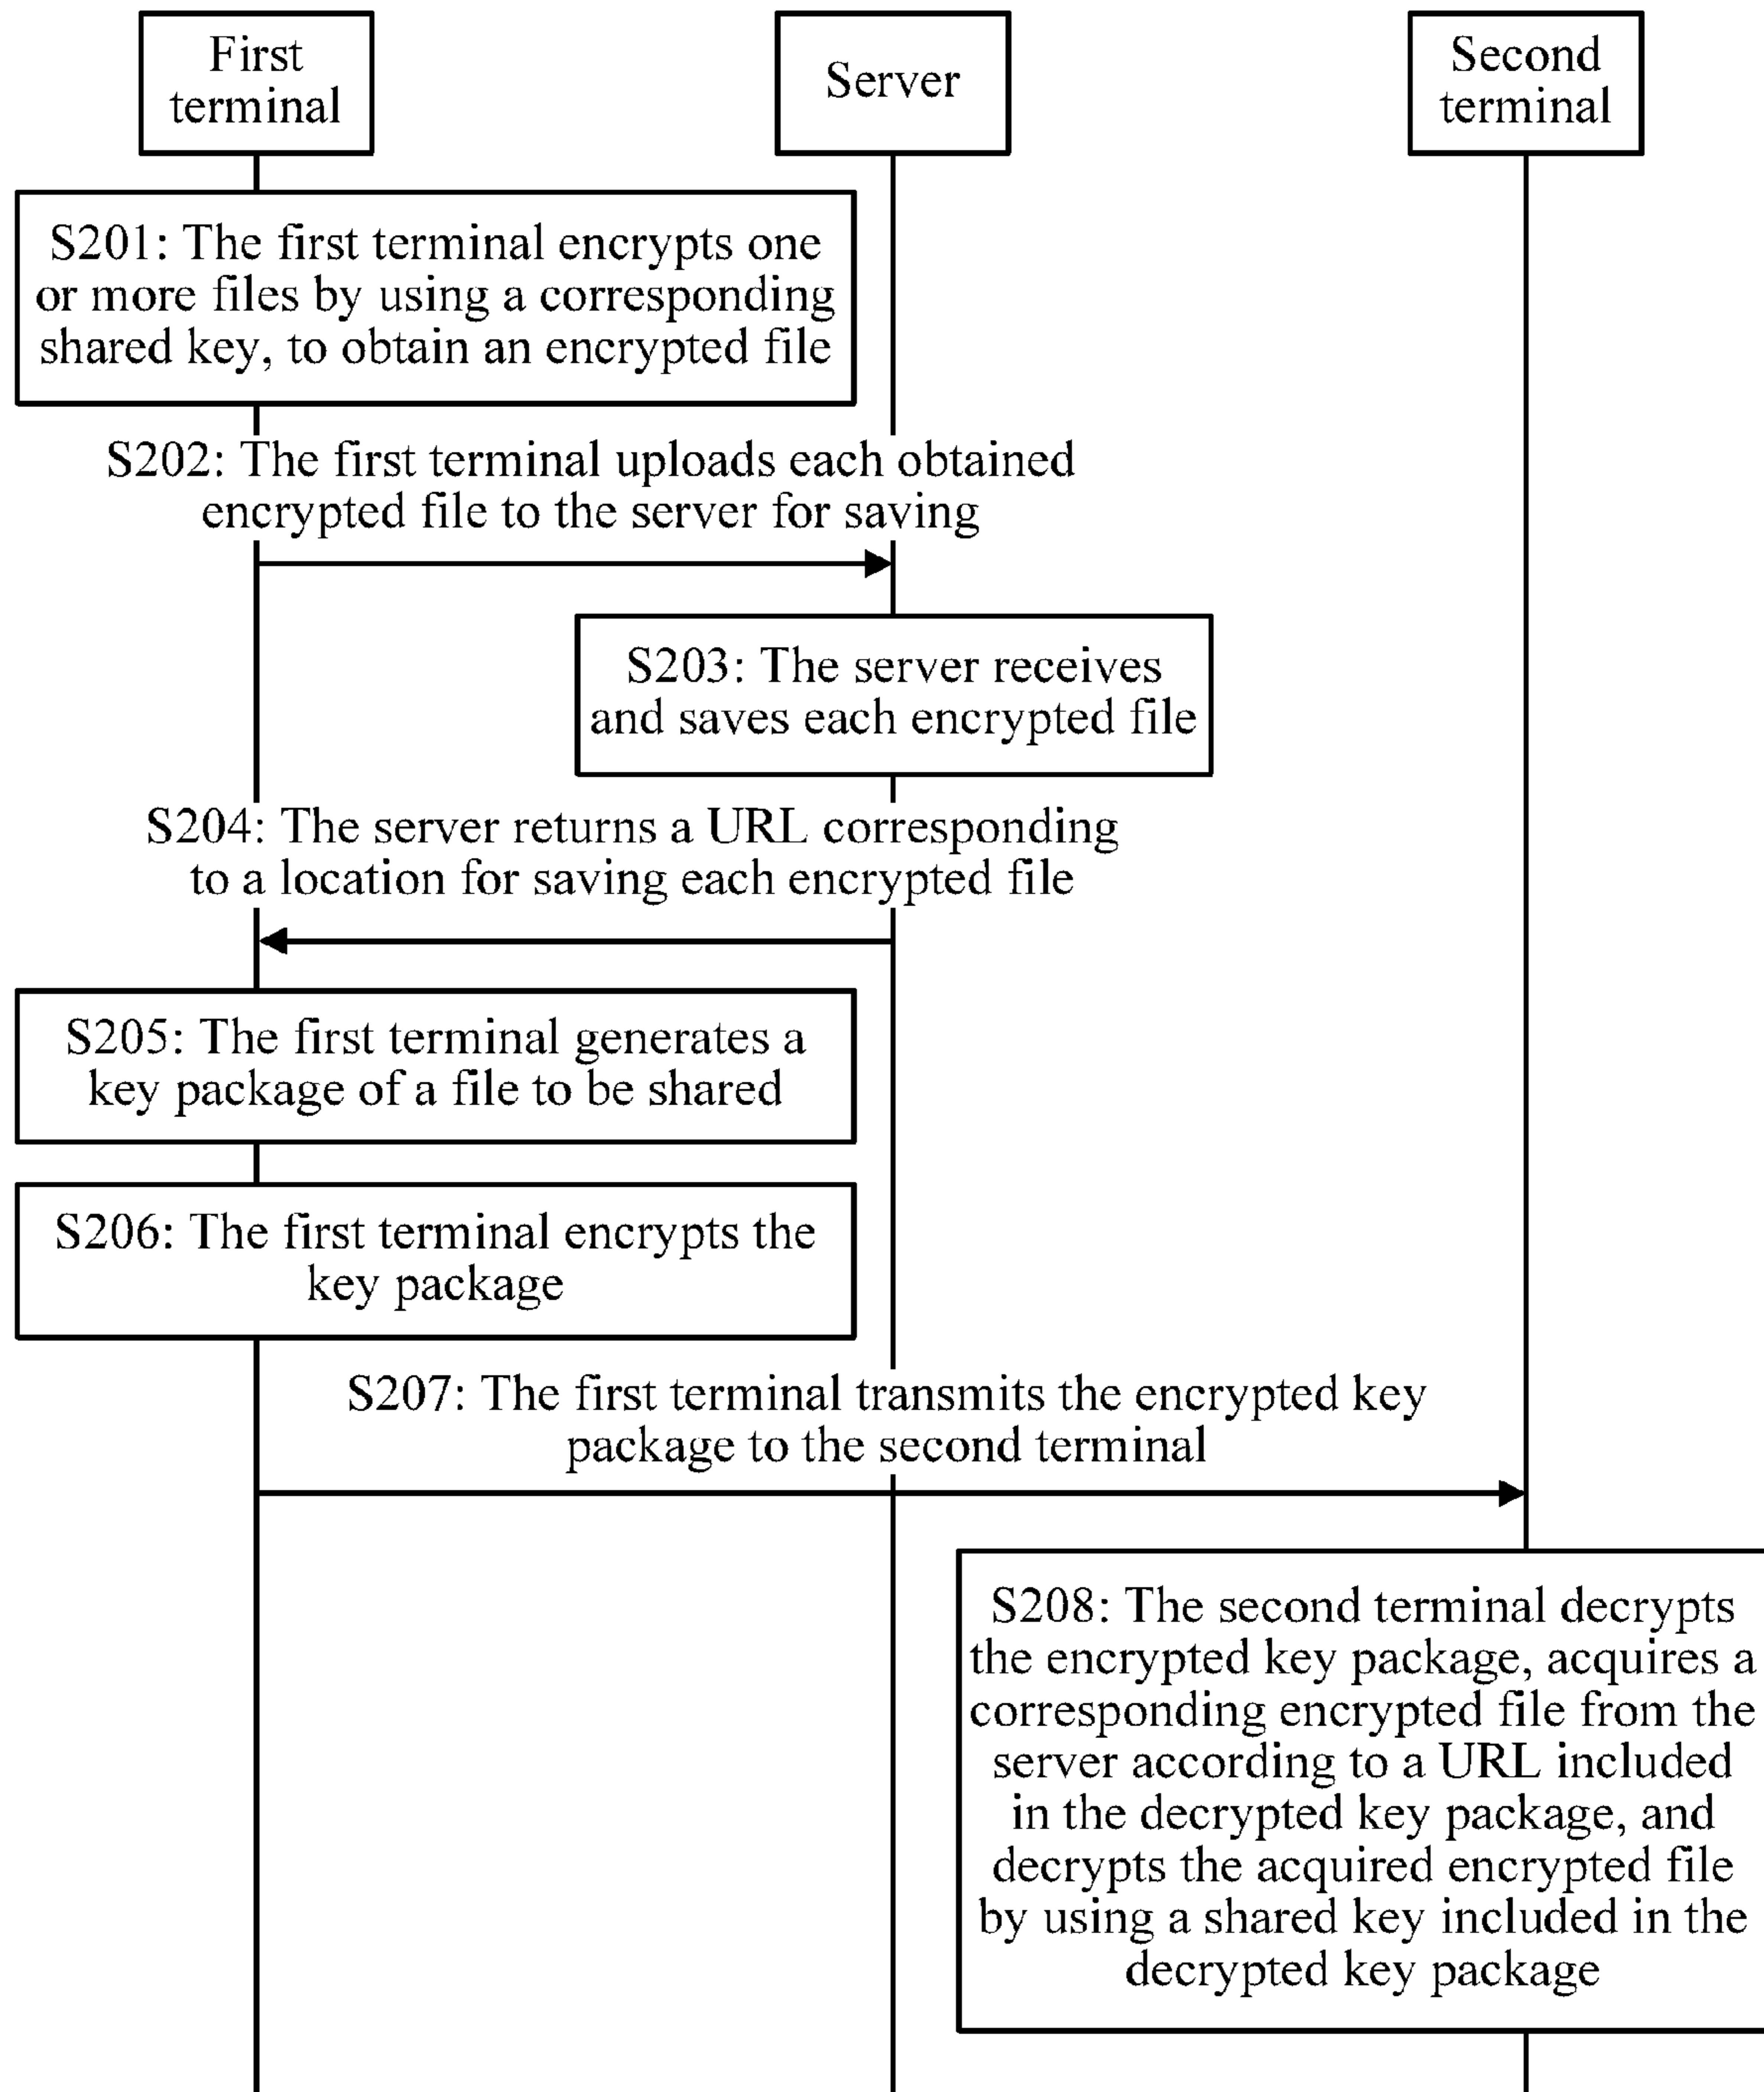 First
terminal
Server
Second
terminal
S201: The first terminal encrypts one
or more files by using a corresponding
shared key, to obtain an encrypted file
S202: The first terminal uploads each obtained
encrypted file to the server for saving
S203: The server receives
and saves each encrypted file
S204: The server returns a URL corresponding
to a location for saving each encrypted file
S205: The first terminal generates a
key package of a file to be shared
S206: The first terminal encrypts the
key package
S207: The first terminal transmits the encrypted key
package to the second terminal
S208: The second terminal decrypts
the encrypted key package, acquires a
corresponding encrypted file from the
server according to a URL included
in the decrypted key package, and
decrypts the acquired encrypted file
by using a shared key included in the
decrypted key package